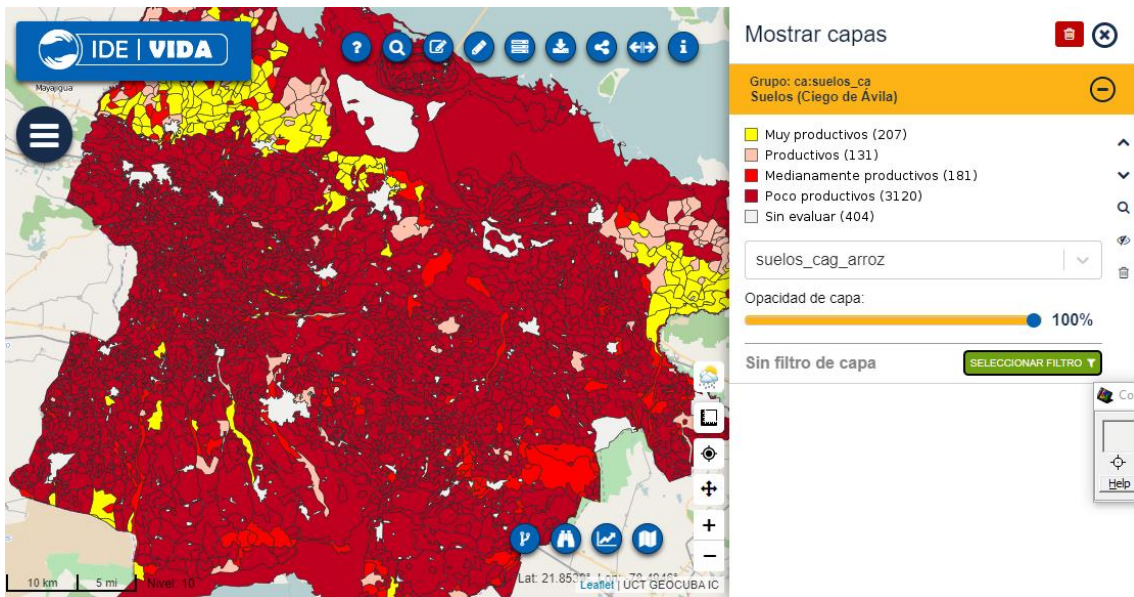 IDE | VIDA
Mayajigua
10 km
5 mi
Nivel: 10
Leaflet | UCT GEOCUBA IC
Mostrar capas
Grupo: ca:suelos_ca
Suelos (Ciego de Ávila)
Muy productivos (207)
Productivos (131)
Medianamente productivos (181)
Poco productivos (3120)
Sin evaluar (404)
suelos_cag_arroz
Opacidad de capa:
100%
Sin filtro de capa
SELECCIONAR FILTRO
Co
Help